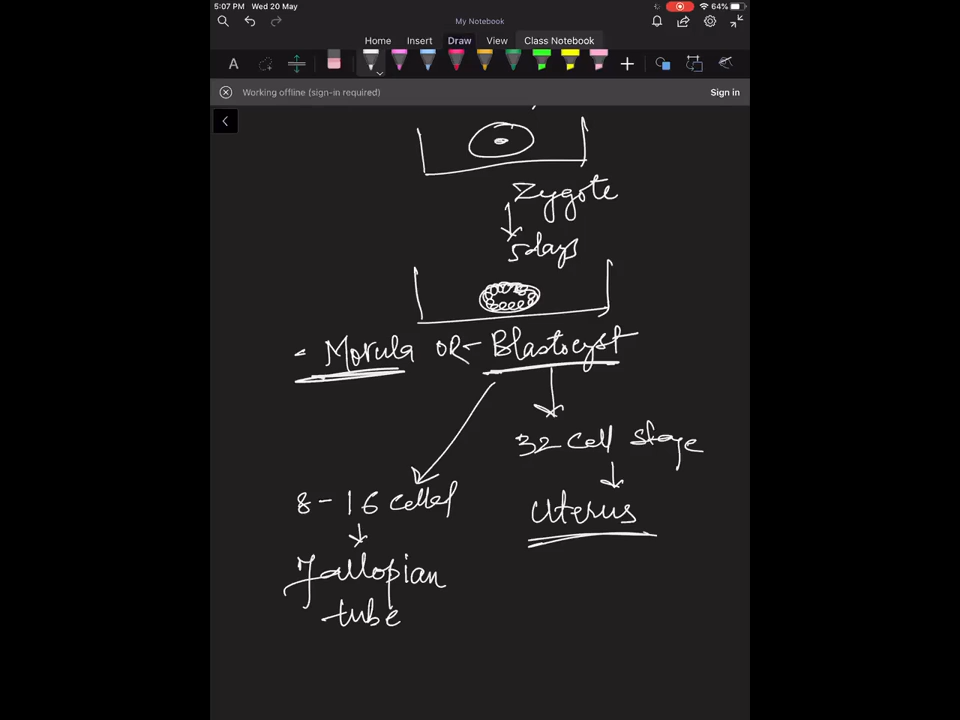 5:07 PM Wed 20 May
64%
My Notebook
Home Insert Draw View Class Notebook
A
Working offline (sign-in required) Sign in
Zygote
5days
Morula OR Blastocyst
32 cell stage
8-16 celled
Uterus
Fallopian
tube